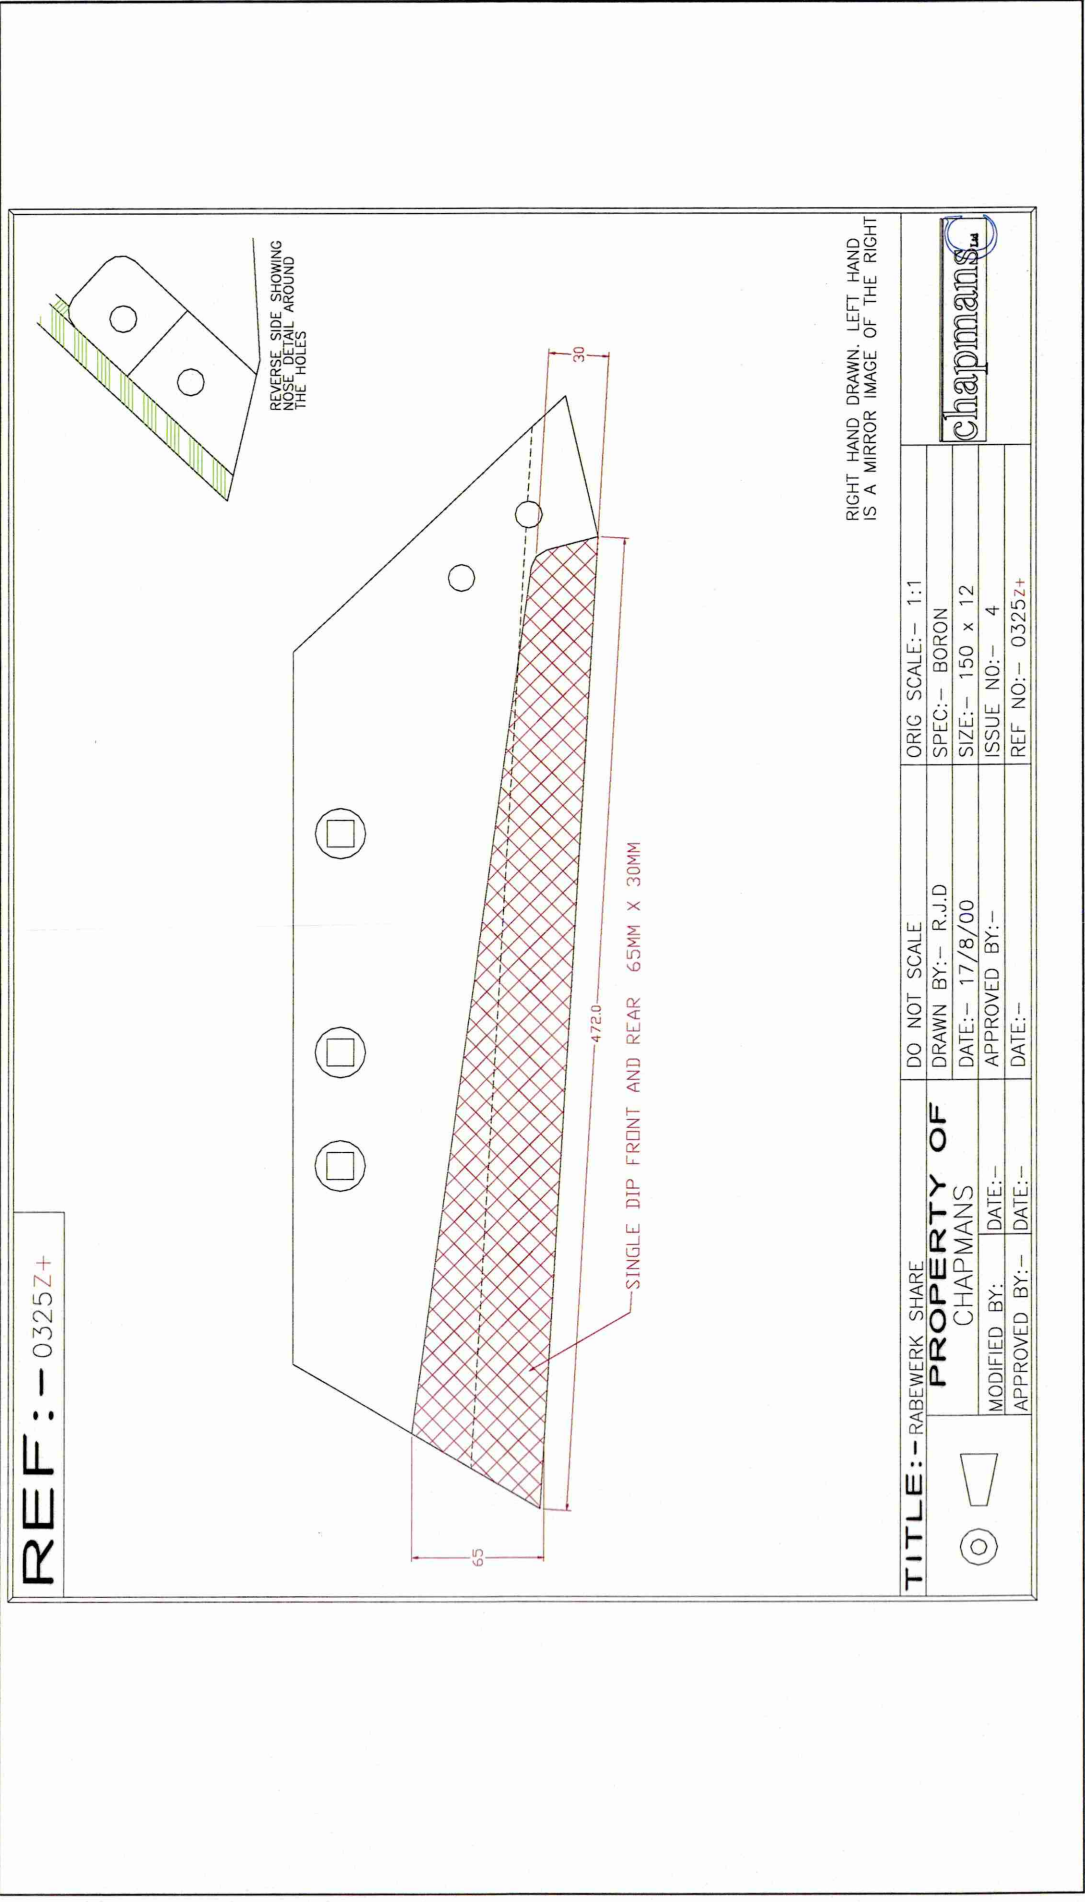 REF:- 0325Z+
REVERSE SIDE SHOWING
NOSE DETAIL AROUND
THE HOLES
30
65
472.0
SINGLE DIP FRONT AND REAR 65MM X 30MM
RIGHT HAND DRAWN. LEFT HAND
IS A MIRROR IMAGE OF THE RIGHT
TITLE:- RABEWERK SHARE
PROPERTY OF
CHAPMANS
MODIFIED BY:
DATE:-
APPROVED BY:-
DATE:-
DO NOT SCALE
DRAWN BY:- R.J.D
DATE:- 17/8/00
APPROVED BY:-
DATE:-
ORIG SCALE:- 1:1
SPEC:- BORON
SIZE:- 150 x 12
ISSUE NO:- 4
REF NO:- 0325Z+
chapmans Ltd